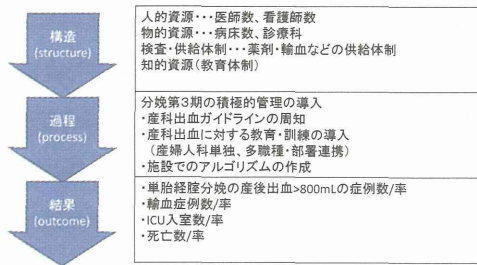 構造
(structure)
人的資源・・・医師数、看護師数
物的資源・・・病床数、診療科
検査・供給体制・・・薬剤・輸血などの供給体制
知的資源(教育体制)
過程
(process)
分娩第3期の積極的管理の導入
・産科出血ガイドラインの周知
・産科出血に対する教育・訓練の導入
(産婦人科単独、多職種・部署連携)
・施設でのアルゴリズムの作成
結果
(outcome)
・単胎経腟分娩の産後出血>800mLの症例数/率
・輸血症例数/率
・ICU入室数/率
・死亡数/率